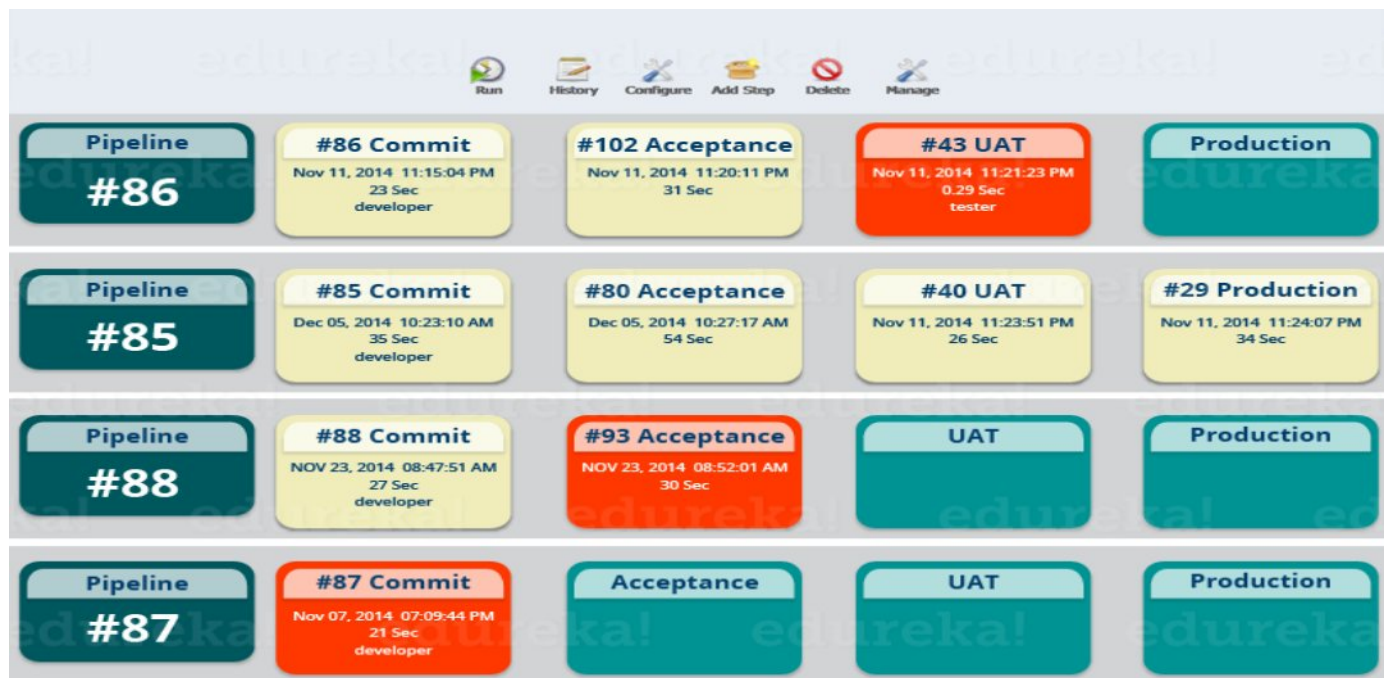 Run History Configure Add Step Delete Manage
Pipeline
#86
#86 Commit
Nov 11, 2014 11:15:04 PM
23 Sec
developer
#102 Acceptance
Nov 11, 2014 11:20:11 PM
31 Sec
#43 UAT
Nov 11, 2014 11:21:23 PM
0.29 Sec
tester
Production
Pipeline
#85
#85 Commit
Dec 05, 2014 10:23:10 AM
35 Sec
developer
#80 Acceptance
Dec 05, 2014 10:27:17 AM
54 Sec
#40 UAT
Nov 11, 2014 11:23:51 PM
26 Sec
#29 Production
Nov 11, 2014 11:24:07 PM
34 Sec
Pipeline
#88
#88 Commit
NOV 23, 2014 08:47:51 AM
27 Sec
developer
#93 Acceptance
NOV 23, 2014 08:52:01 AM
30 Sec
UAT
Production
Pipeline
#87
#87 Commit
Nov 07, 2014 07:09:44 PM
21 Sec
developer
Acceptance
UAT
Production
edureka!